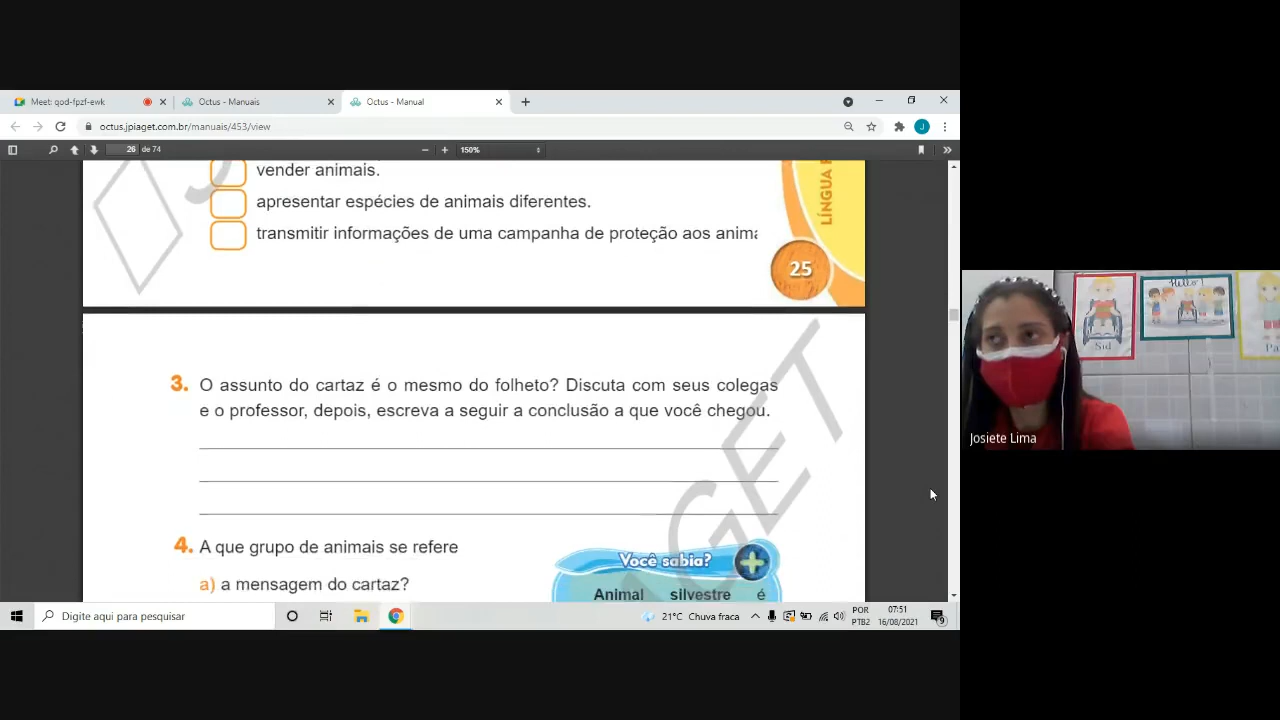 Meet: qod-fpzf-ewk
Octus - Manuais
Octus - Manual
octus.jpiaget.com.br/manuais/453/view
26 de 74
150%
vender animais.
apresentar espécies de animais diferentes.
transmitir informações de uma campanha de proteção aos anima
LÍNGUA
25
3. O assunto do cartaz é o mesmo do folheto? Discuta com seus colegas
e o professor, depois, escreva a seguir a conclusão a que você chegou.
4. A que grupo de animais se refere
a) a mensagem do cartaz?
Você sabia?
Animal silvestre é
GET
Hello!
Sid
Pa
Josiete Lima
Digite aqui para pesquisar
21°C Chuva fraca
POR
PTB2
07:51
16/08/2021
9